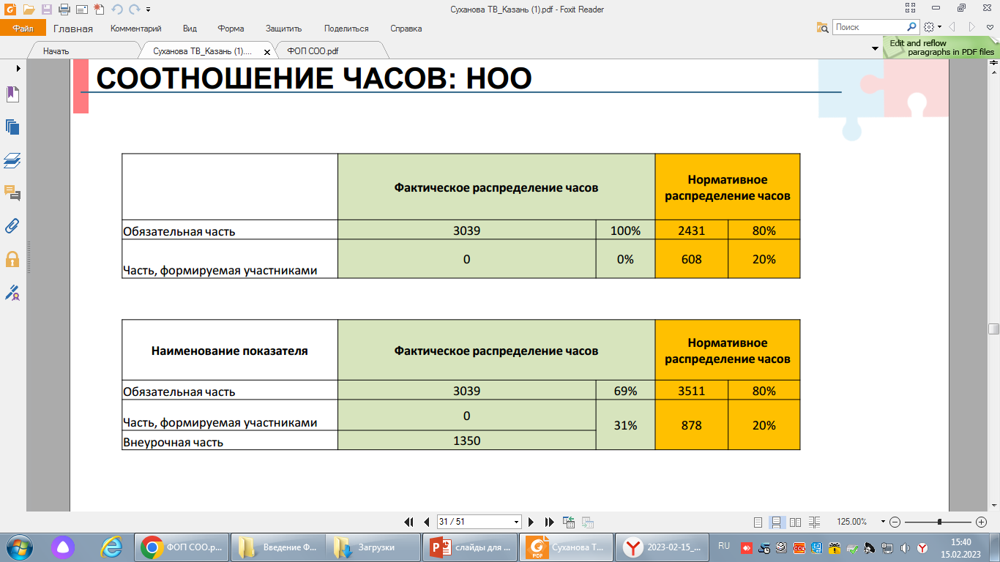 Суханова ТВ_Казань (1).pdf - Foxit Reader
Файл Главная Комментарий Вид Форма Защитить Поделиться Справка
Поиск
Начать
Суханова ТВ_Казань (1)....
ФОП СОО.pdf
Edit and reflow
paragraphs in PDF files
СООТНОШЕНИЕ ЧАСОВ: НОО
Фактическое распределение часов
Нормативное
распределение часов
Обязательная часть 3039 100% 2431 80%
Часть, формируемая участниками 0 0% 608 20%
Наименование показателя
Фактическое распределение часов
Нормативное
распределение часов
Обязательная часть 3039 69% 3511 80%
Часть, формируемая участниками 0 31% 878 20%
Внеурочная часть 1350
31 / 51
125.00%
ФОП СОО.p...
Введение Ф...
Загрузки
слайды для ...
PDF
Суханова Т...
2023-02-15_...
RU
15:40
15.02.2023